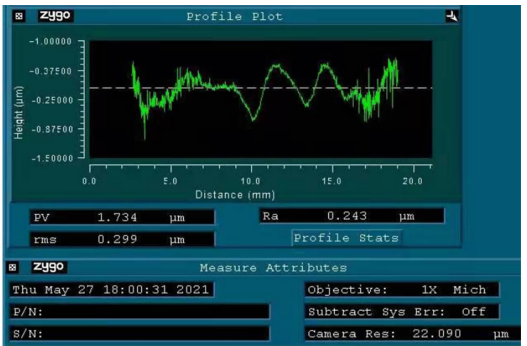 zygo Profile Plot
-1.00000
-0.37500
-0.25000
-0.87500
-1.50000
Height (µm)
0.0 5.0 10.0 15.0 20.0
Distance (mm)
PV 1.734 µm Ra 0.243 µm
rms 0.299 µm Profile Stats
zygo Measure Attributes
Thu May 27 18:00:31 2021 Objective: 1X Mich
P/N: Subtract Sys Err: Off
S/N: Camera Res: 22.090 µm